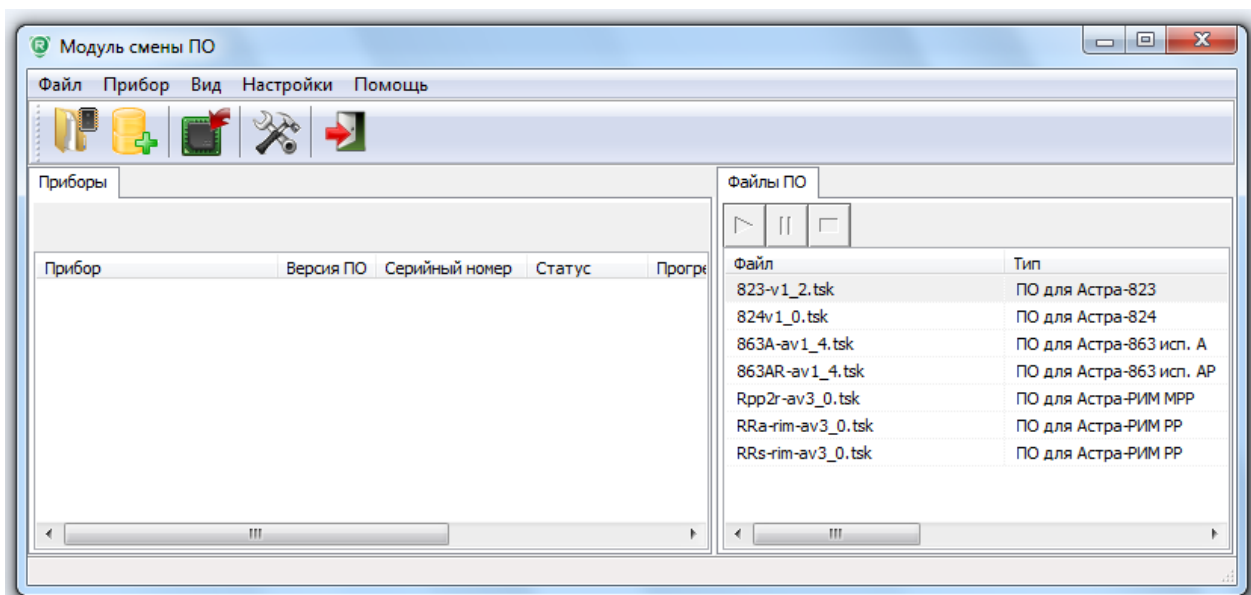 Модуль смены ПО
Файл Прибор Вид Настройки Помощь
Приборы
Прибор Версия ПО Серийный номер Статус Прогре
Файлы ПО
Файл Тип
823-v1_2.tsk ПО для Астра-823
824v1_0.tsk ПО для Астра-824
863A-av1_4.tsk ПО для Астра-863 исп. А
863AR-av1_4.tsk ПО для Астра-863 исп. АР
Rpp2r-av3_0.tsk ПО для Астра-РИМ МРР
RRa-rim-av3_0.tsk ПО для Астра-РИМ РР
RRs-rim-av3_0.tsk ПО для Астра-РИМ РР